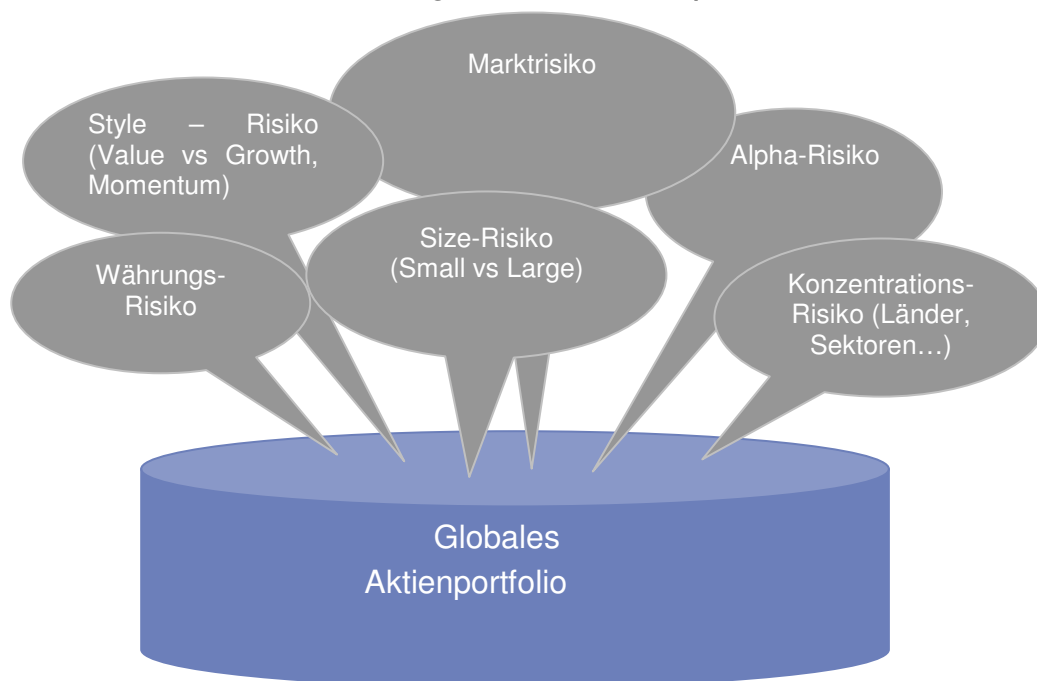 Marktrisiko
Style – Risiko
(Value vs Growth,
Momentum)
Alpha-Risiko
Size-Risiko
(Small vs Large)
Währungs-
Risiko
Konzentrations-
Risiko (Länder,
Sektoren…)
Globales
Aktienportfolio